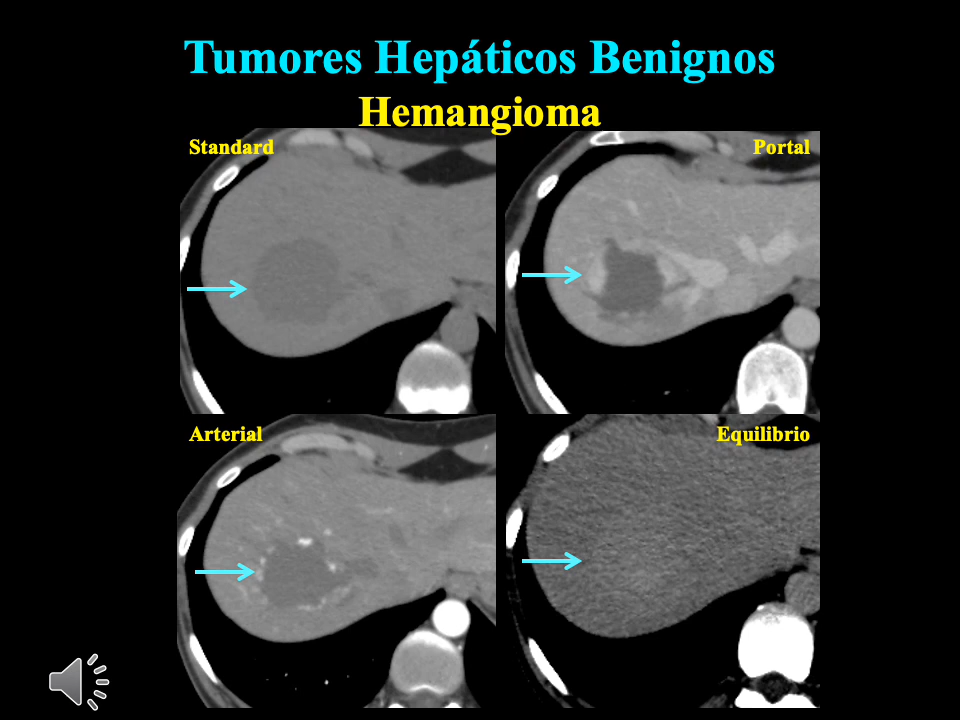 Tumores Hepáticos Benignos
Hemangioma
Standard
Portal
Arterial
Equilibrio